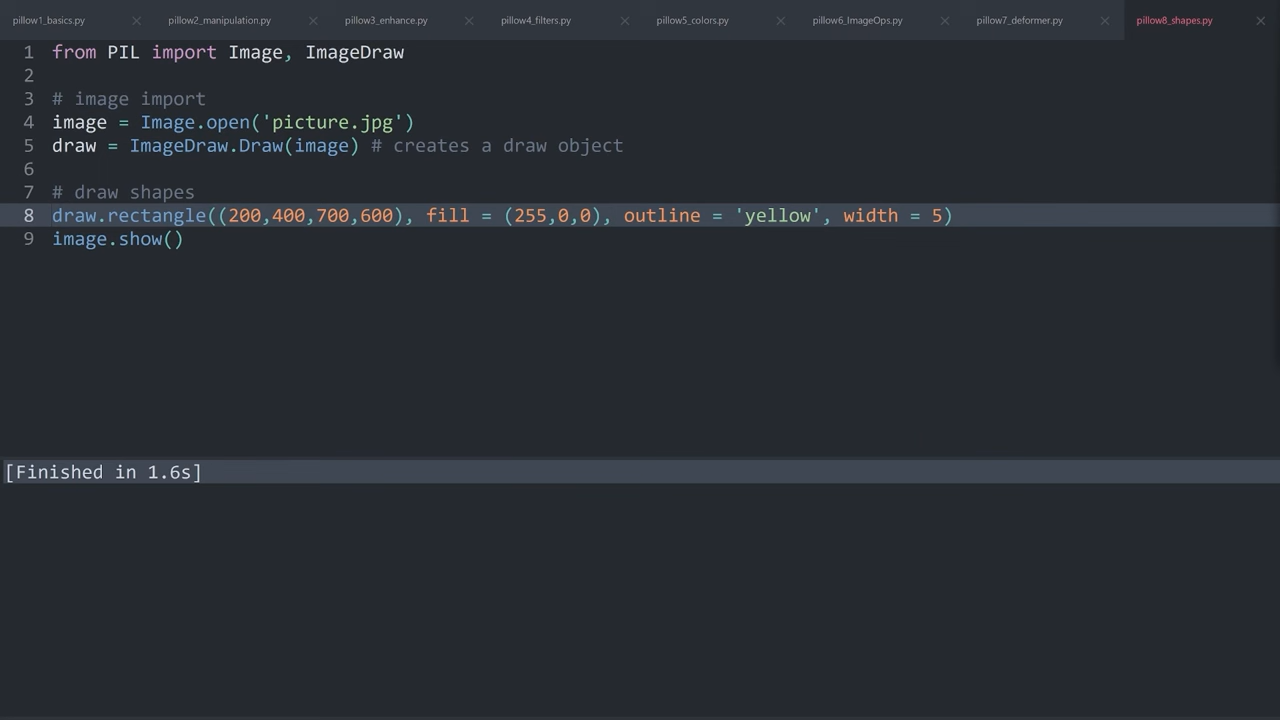 pillow1_basics.py pillow2_manipulation.py pillow3_enhance.py pillow4_filters.py pillow5_colors.py pillow6_ImageOps.py pillow7_deformer.py pillow8_shapes.py
1 from PIL import Image, ImageDraw
2
3 # image import
4 image = Image.open('picture.jpg')
5 draw = ImageDraw.Draw(image) # creates a draw object
6
7 # draw shapes
8 draw.rectangle((200,400,700,600), fill = (255,0,0), outline = 'yellow', width = 5)
9 image.show()
[Finished in 1.6s]